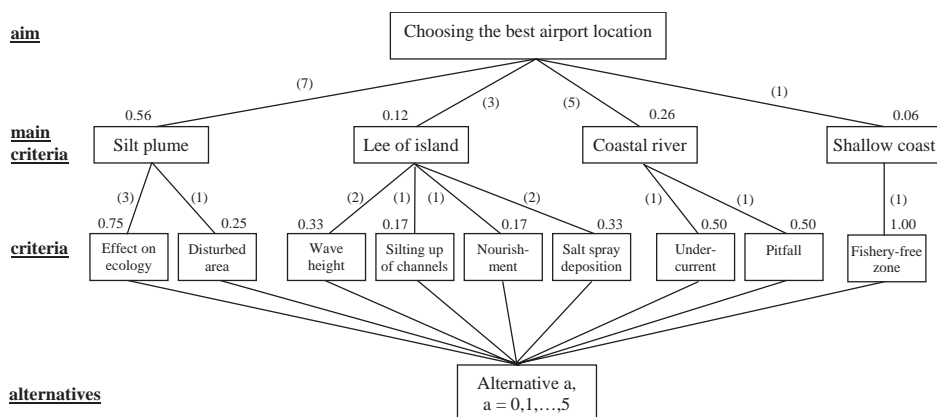 aim
Choosing the best airport location
(7)
(3)
(5)
(1)
0.56
0.12
0.26
0.06
main
criteria
Silt plume
Lee of island
Coastal river
Shallow coast
(3)
(1)
(2)
(1)
(1)
(2)
(1)
(1)
(1)
0.75
0.25
0.33
0.17
0.17
0.33
0.50
0.50
1.00
criteria
Effect on
ecology
Disturbed
area
Wave
height
Silting up
of channels
Nourish-
ment
Salt spray
deposition
Under-
current
Pitfall
Fishery-free
zone
alternatives
Alternative a,
a = 0,1,…,5